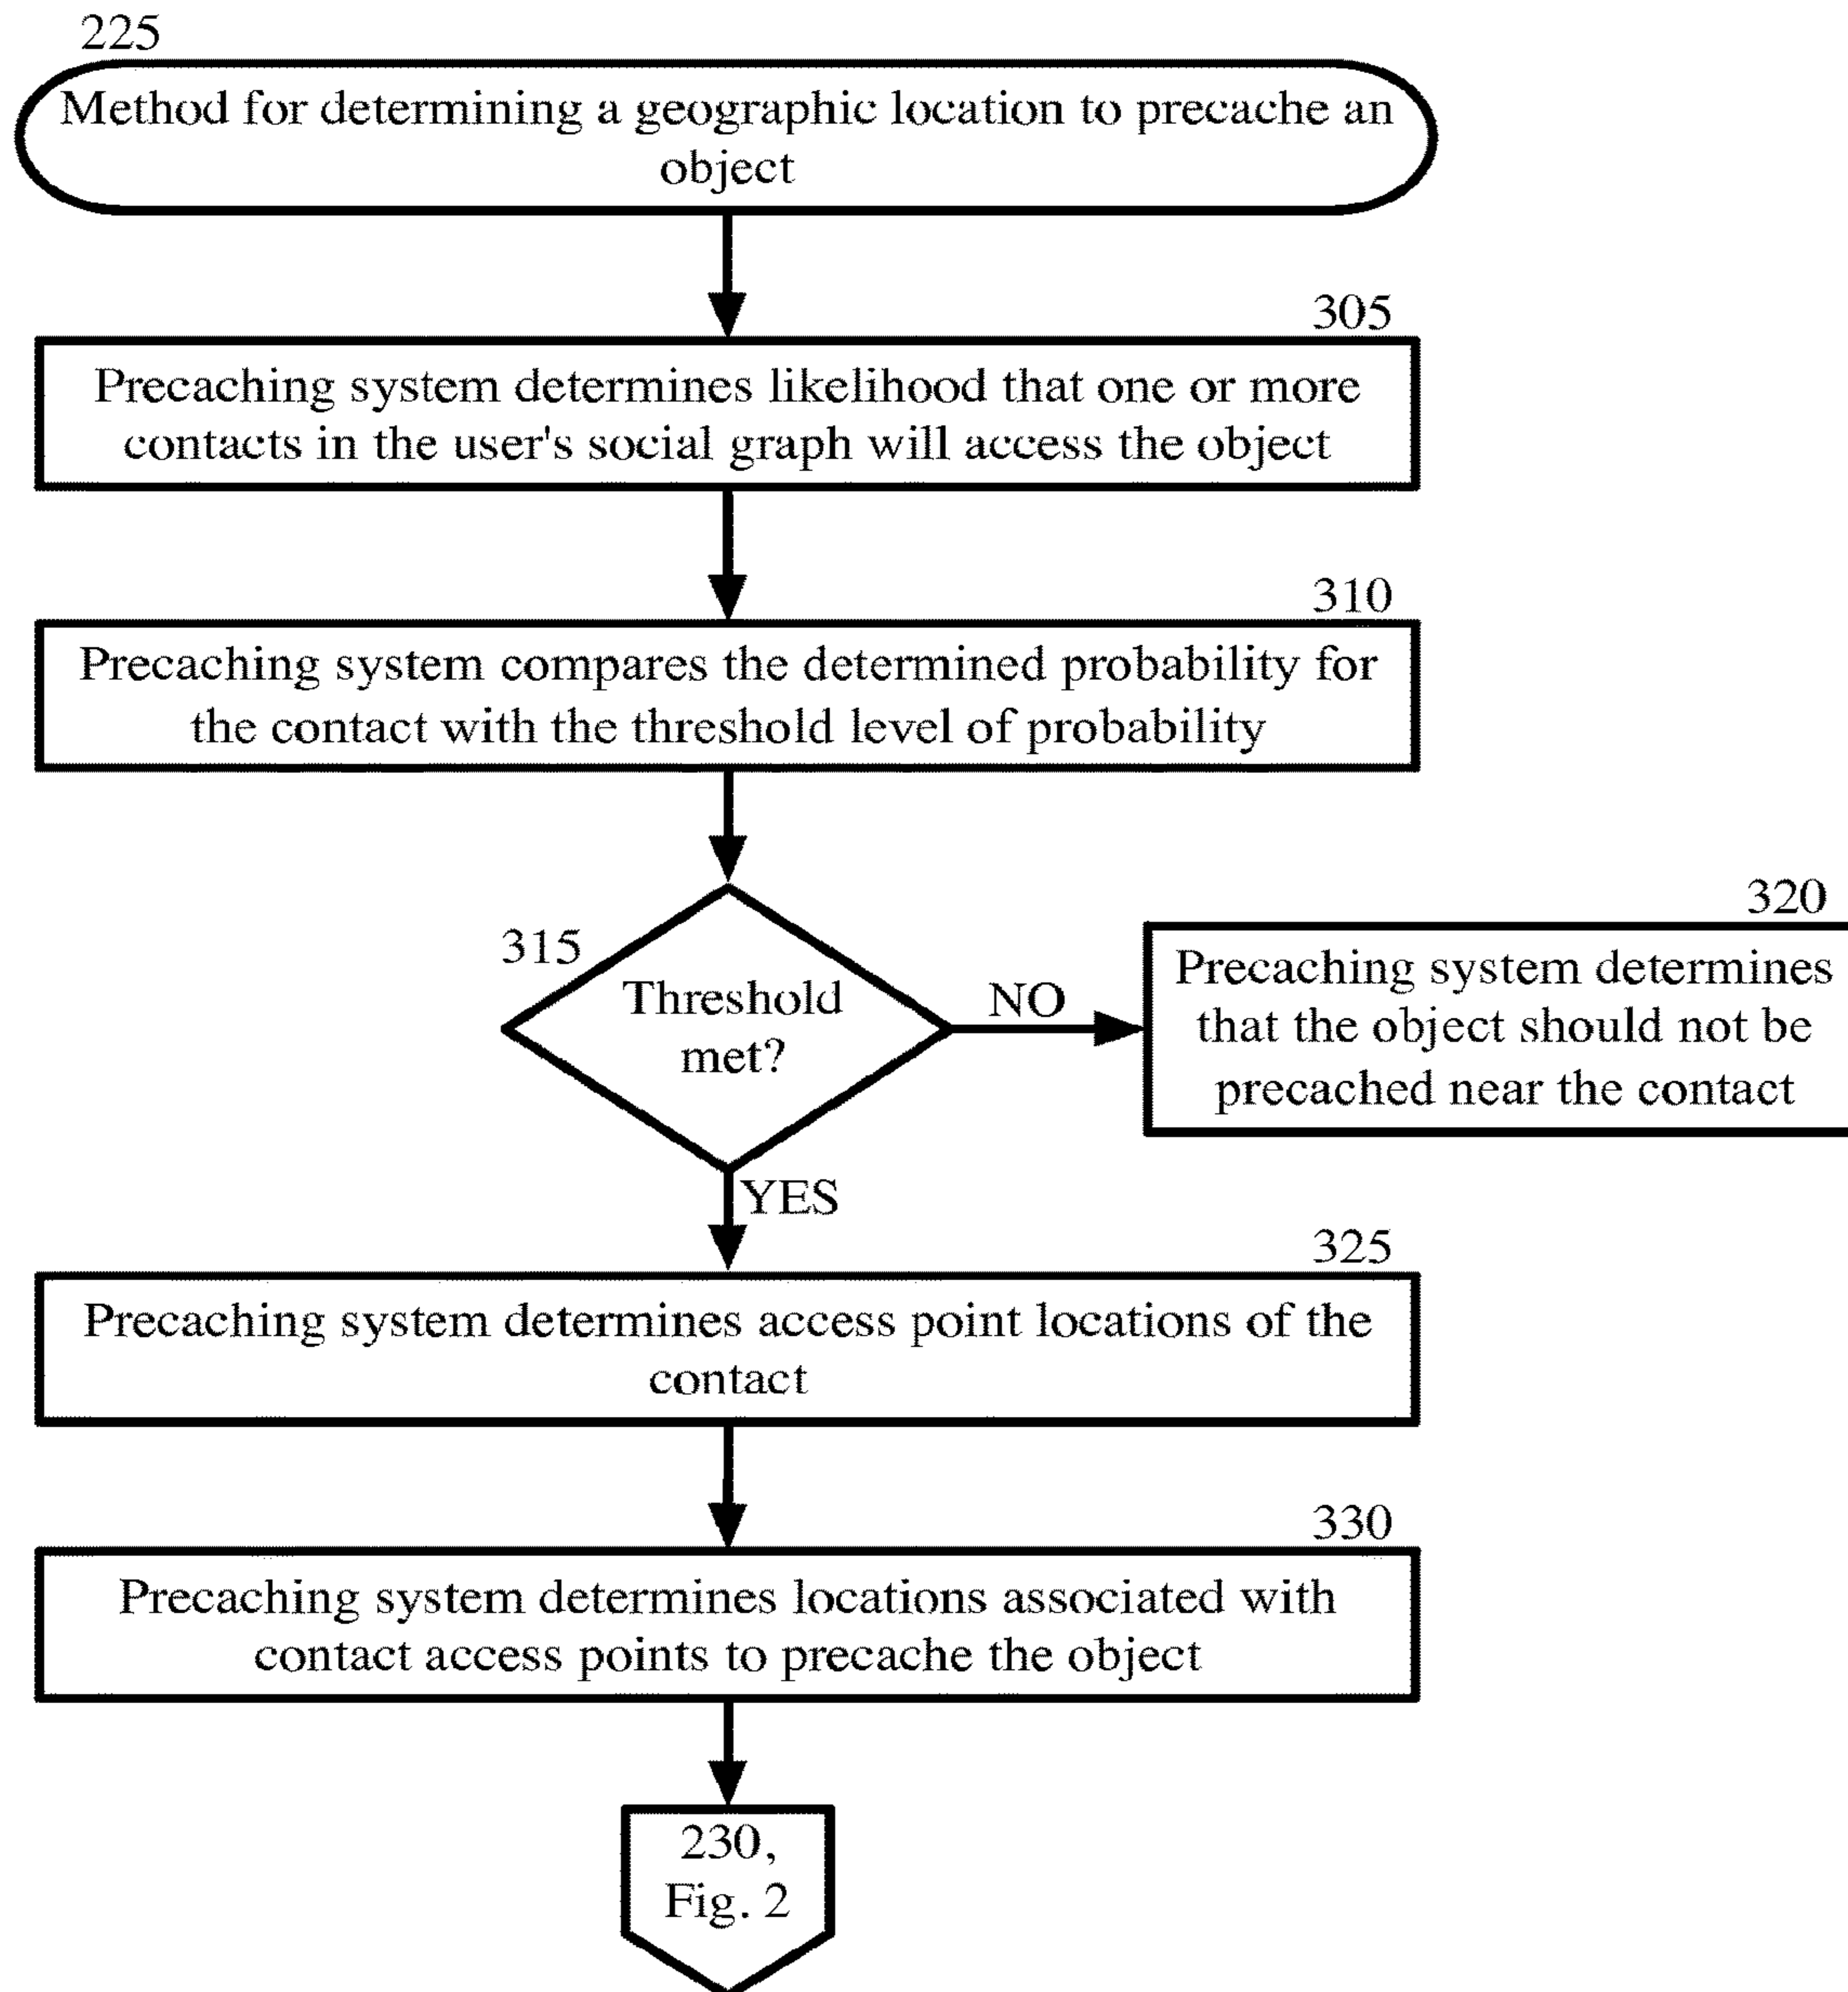 225
Method for determining a geographic location to precache an
object
305
Precaching system determines likelihood that one or more
contacts in the user's social graph will access the object
310
Precaching system compares the determined probability for
the contact with the threshold level of probability
315
Threshold
met?
NO
320
Precaching system determines
that the object should not be
precached near the contact
YES
325
Precaching system determines access point locations of the
contact
330
Precaching system determines locations associated with
contact access points to precache the object
230,
Fig. 2